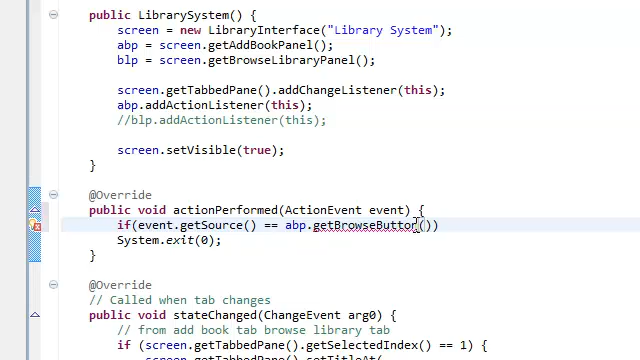 public LibrarySystem() {
screen = new LibraryInterface("Library System");
abp = screen.getAddBookPanel();
blp = screen.getBrowseLibraryPanel();
screen.getTabbedPane().addChangeListener(this);
abp.addActionListener(this);
//blp.addActionListener(this);
screen.setVisible(true);
}
@Override
public void actionPerformed(ActionEvent event) {
if(event.getSource() == abp.getBrowseButton())
System.exit(0);
}
@Override
// Called when tab changes
public void stateChanged(ChangeEvent arg0) {
// from add book tab browse library tab
if (screen.getTabbedPane().getSelectedIndex() == 1) {
screen.getTabbedPane().setTitleAt(